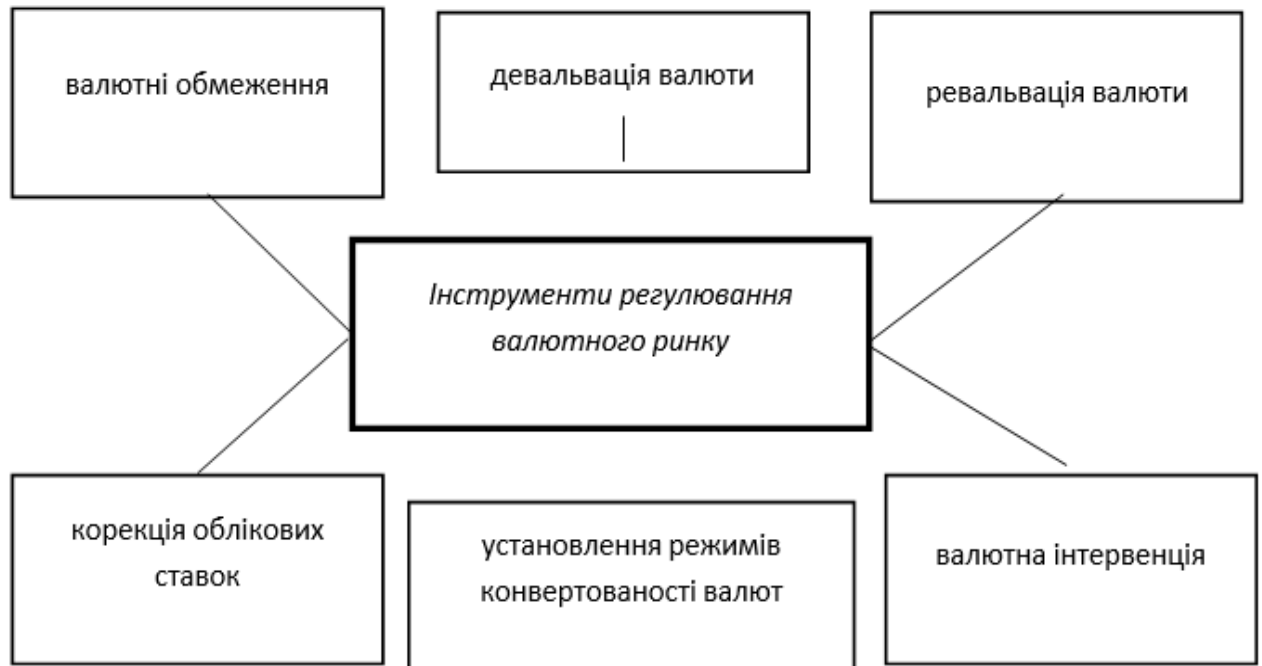 валютні обмеження
девальвація валюти
ревальвація валюти
Інструменти регулювання
валютного ринку
корекція облікових
ставок
установлення режимів
конвертованості валют
валютна інтервенція